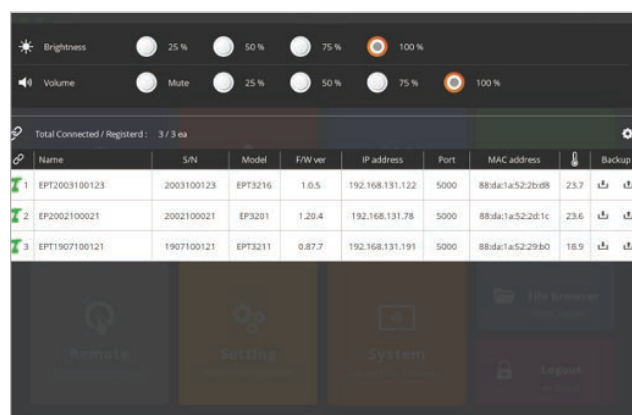 Brightness 25 % 50 % 75 % 100 %
Volume Mute 25 % 50 % 75 % 100 %
Total Connected / Registerd : 3 / 3 ea
Name S/N Model F/W ver IP address Port MAC address Backup
1 EPT2003100123 2003100123 EPT3216 1.0.5 192.168.131.122 5000 88:da:1a:52:2b:d8 23.7
2 EP2002100021 2002100021 EP3201 1.20.4 192.168.131.78 5000 88:da:1a:52:2d:1c 23.6
3 EPT1907100121 1907100121 EPT3211 0.87.7 192.168.131.191 5000 88:da:1a:52:29:b0 18.9
File Browser
Remote Setting System
Logout